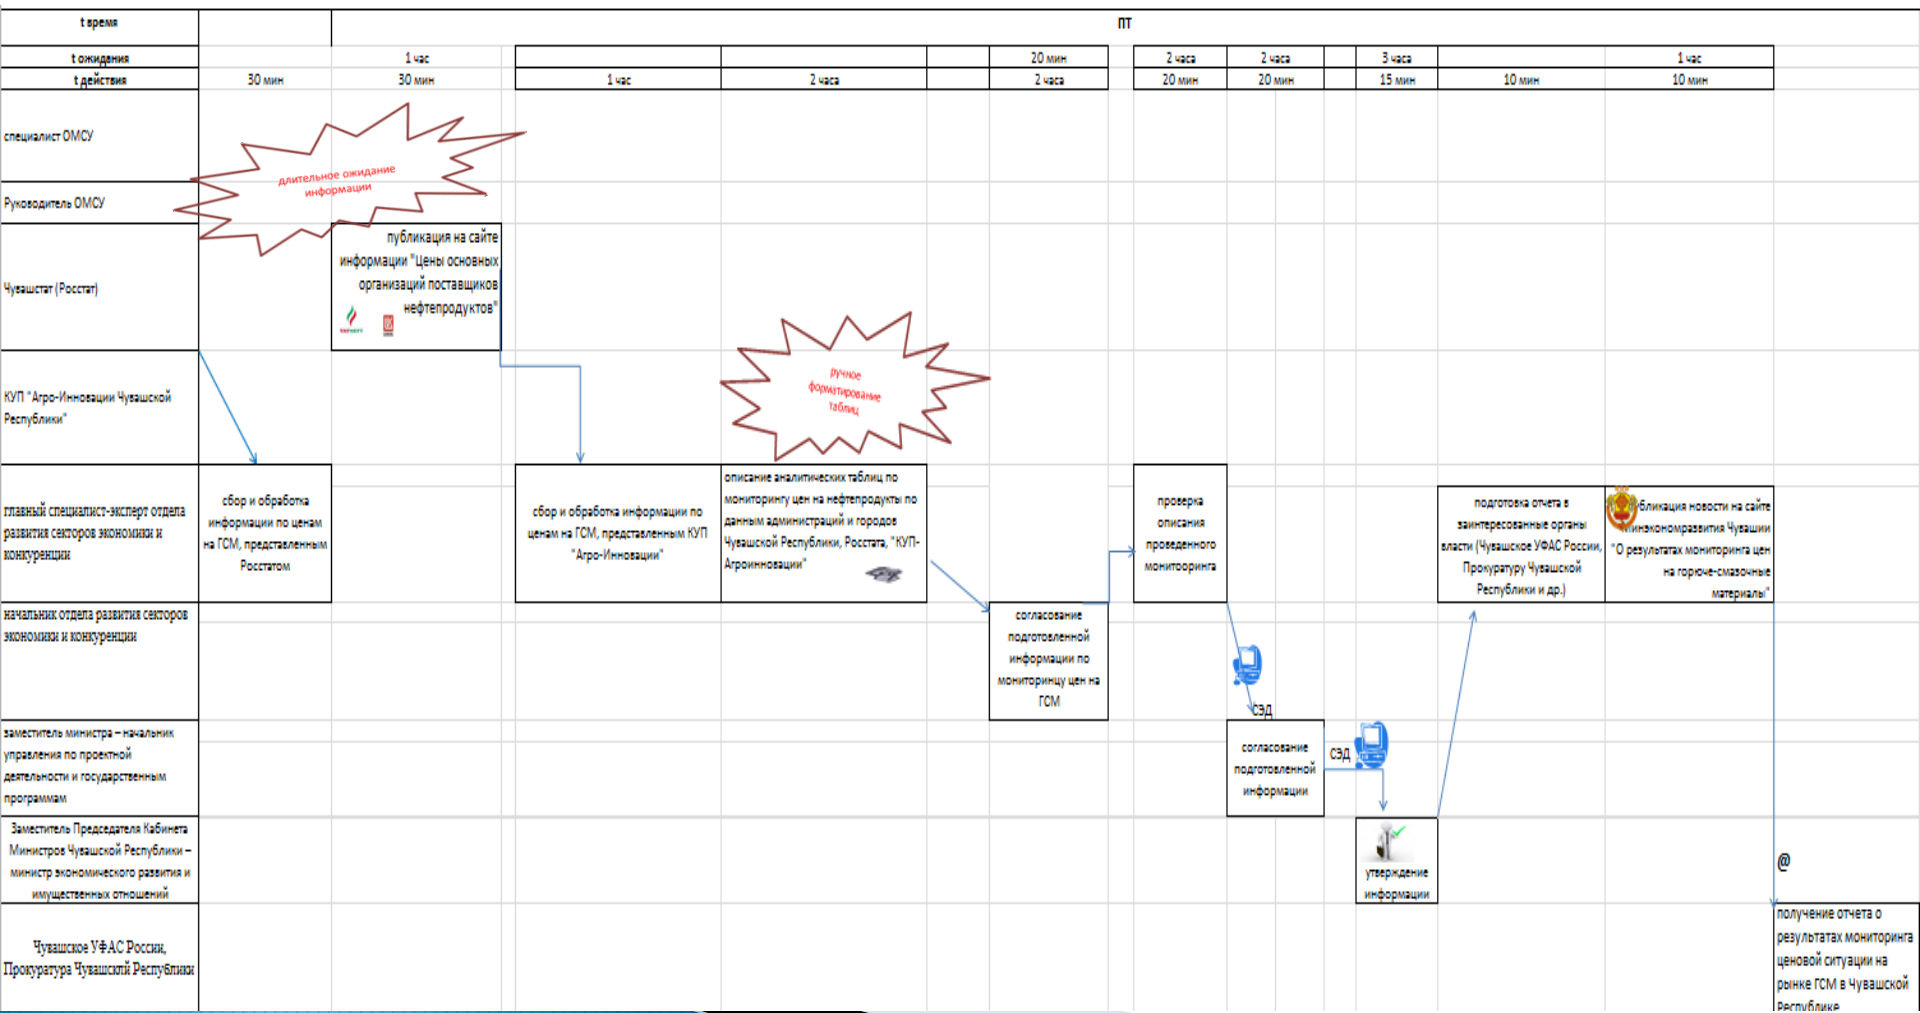 t время
ПТ
t ожидания
1 час
20 мин
2 часа
2 часа
3 часа
1 час
t действия
30 мин
30 мин
1 час
2 часа
2 часа
20 мин
20 мин
15 мин
10 мин
10 мин
специалист ОМСУ
длительное ожидание
информации
Руководитель ОМСУ
Чувашстат (Росстат)
публикация на сайте
информации "Цены основных
организаций поставщиков
нефтепродуктов"
КУП "Агро-Инновации Чувашской
Республики"
ручное
форматирование
таблиц
главный специалист-эксперт отдела
развития секторов экономики и
конкуренции
сбор и обработка
информации по ценам
на ГСМ, представленным
Росстатом
сбор и обработка информации по
ценам на ГСМ, представленным КУП
"Агро-Инновации"
описание аналитических таблиц по
мониторингу цен на нефтепродукты по
данным администраций и городов
Чувашской Республики, Росстата, "КУП-
Агроинновации"
проверка
описания
проведенного
монитооринга
подготовка отчета в
заинтересованные органы
власти (Чувашское УФАС России,
Прокуратуру Чувашской
Республики и др.)
бликация новости на сайте
инэкономразвития Чувашии
"О результатах мониторинга цен
на горюче-смазочные
материалы"
начальник отдела развития секторов
экономики и конкуренции
согласование
подготовленной
информации по
мониторинцу цен на
ГСМ
СЭД
заместитель министра – начальник
управления по проектной
деятельности и государственным
программам
согласование
подготовленной
информации
СЭД
Заместитель Председателя Кабинета
Министров Чувашской Республики –
министр экономического развития и
имущественных отношений
утверждение
информации
@
Чувашское УФАС России,
Прокуратура Чувашклй Республики
получение отчета о
результатах мониторинга
ценовой ситуации на
рынке ГСМ в Чувашской
Республике